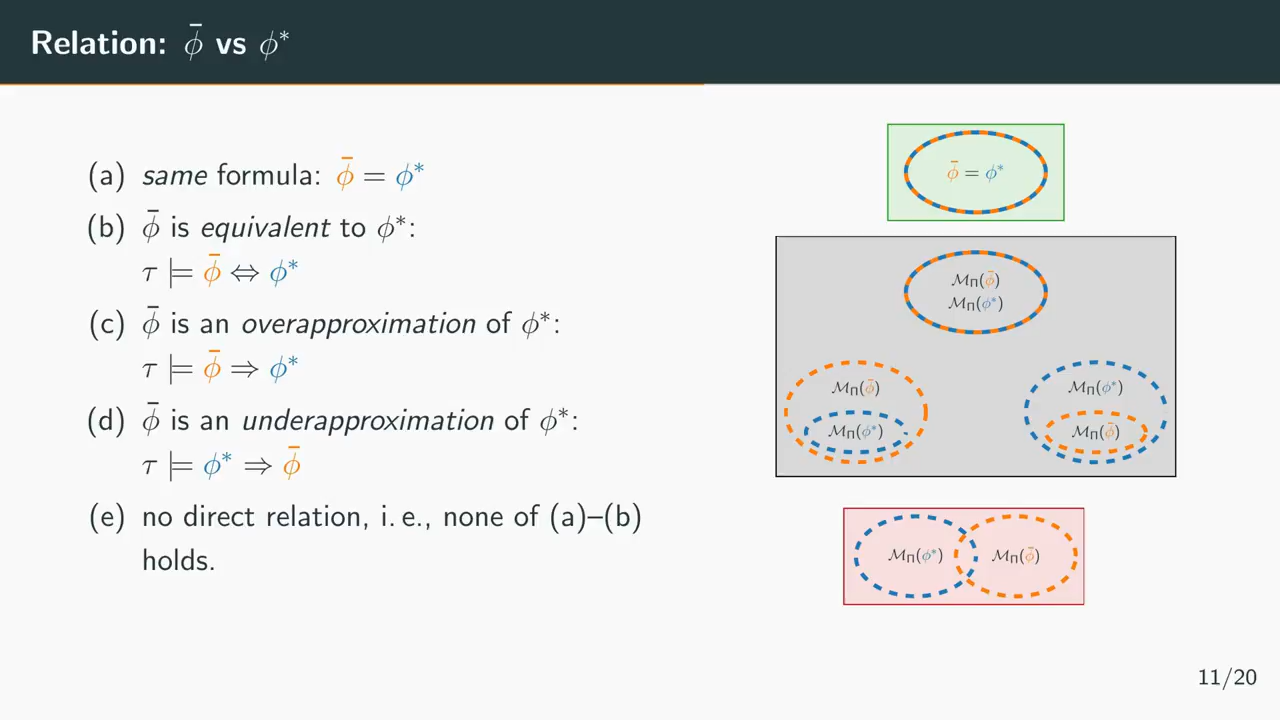 Relation: ϕ̄ vs ϕ*
(a) same formula: ϕ̄ = ϕ*
(b) ϕ̄ is equivalent to ϕ*:
τ |= ϕ̄ ⇔ ϕ*
(c) ϕ̄ is an overapproximation of ϕ*:
τ |= ϕ̄ ⇒ ϕ*
(d) ϕ̄ is an underapproximation of ϕ*:
τ |= ϕ* ⇒ ϕ̄
(e) no direct relation, i. e., none of (a)–(b)
holds.
ϕ̄ = ϕ*
ℳΠ(ϕ̄)
ℳΠ(ϕ*)
ℳΠ(ϕ̄)
ℳΠ(ϕ*)
ℳΠ(ϕ*)
ℳΠ(ϕ̄)
ℳΠ(ϕ*) ℳΠ(ϕ̄)
11/20